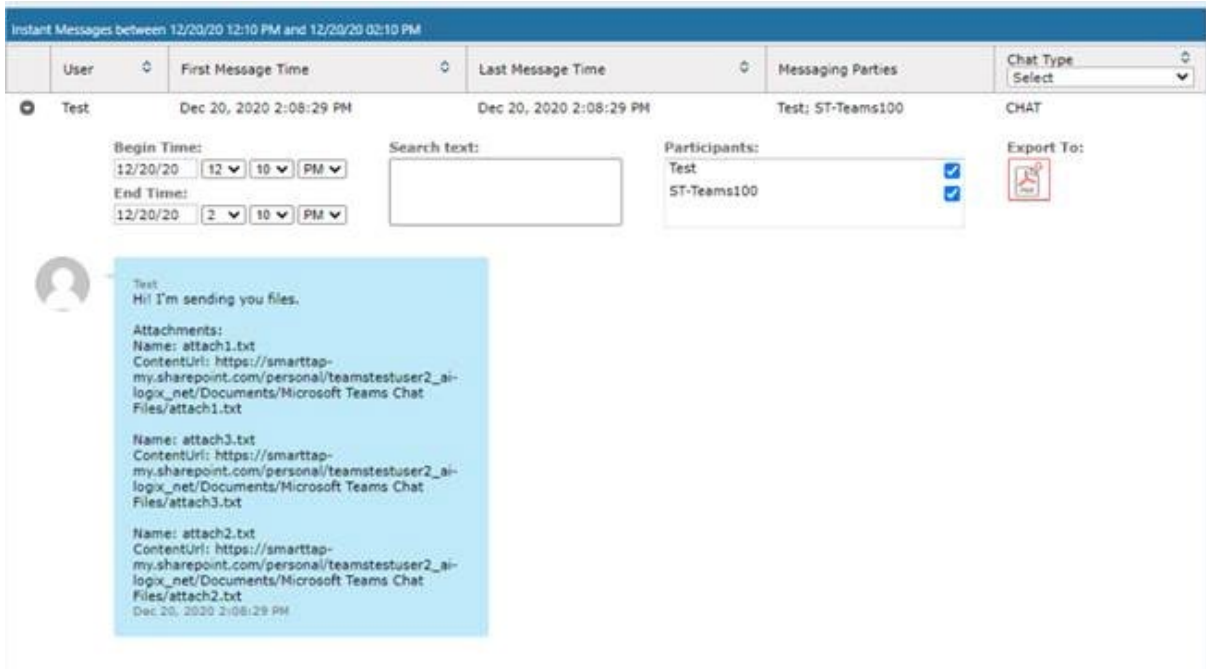 Instant Messages between 12/20/20 12:10 PM and 12/20/20 02:10 PM
User First Message Time Last Message Time Messaging Parties Chat Type
Select
Test Dec 20, 2020 2:08:29 PM Dec 20, 2020 2:08:29 PM Test; ST-Teams100 CHAT
Begin Time: Search text: Participants: Export To:
12/20/20 12 10 PM Test
End Time: ST-Teams100
12/20/20 2 10 PM
Test
Hi! I'm sending you files.
Attachments:
Name: attach1.txt
ContentUrl: https://smarttap-
my.sharepoint.com/personal/teamstestuser2_ai-
logix_net/Documents/Microsoft Teams Chat
Files/attach1.txt
Name: attach3.txt
ContentUrl: https://smarttap-
my.sharepoint.com/personal/teamstestuser2_ai-
logix_net/Documents/Microsoft Teams Chat
Files/attach3.txt
Name: attach2.txt
ContentUrl: https://smarttap-
my.sharepoint.com/personal/teamstestuser2_ai-
logix_net/Documents/Microsoft Teams Chat
Files/attach2.txt
Dec 20, 2020 2:08:29 PM